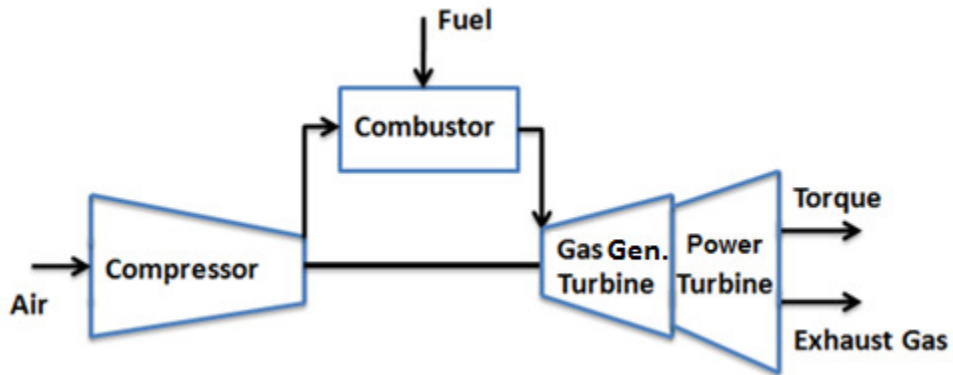 Fuel
Combustor
Torque
Gas Gen.
Turbine
Power
Turbine
Compressor
Air
Exhaust Gas